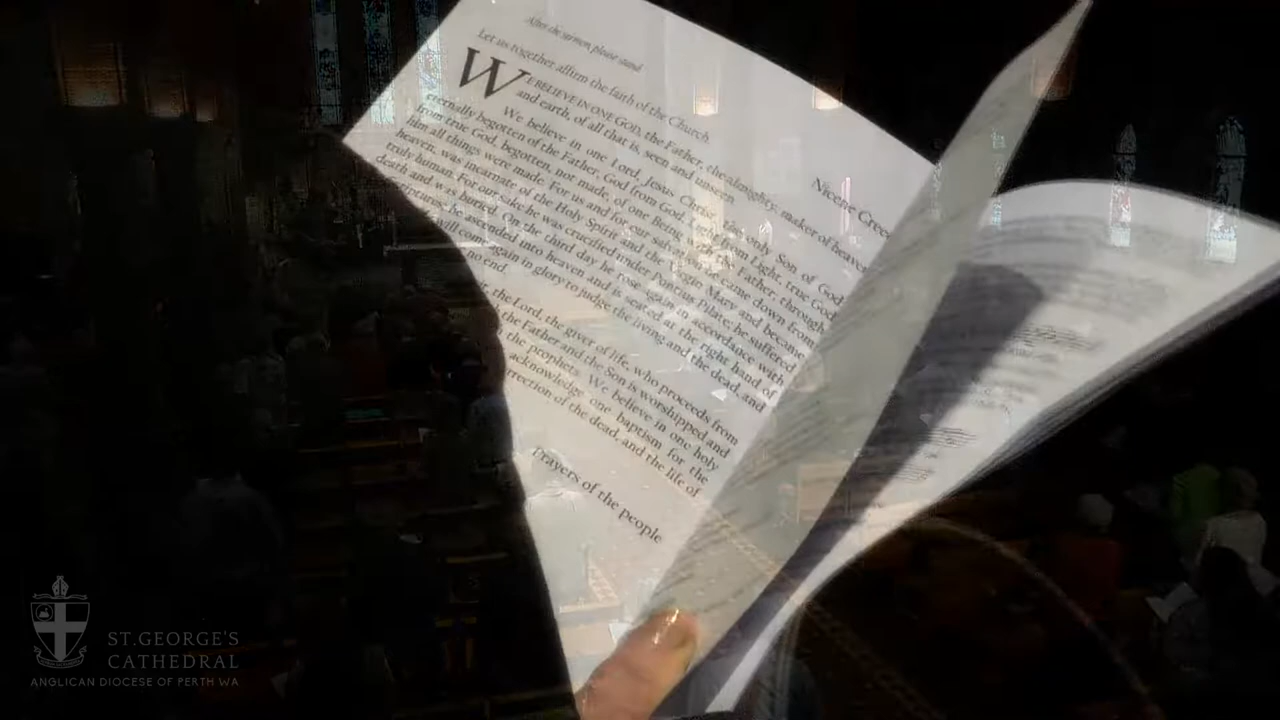 After the sermon, please stand
Let us together affirm the faith of the Church.
Nicene Cree
WE BELIEVE IN ONE GOD, the Father, the almighty, maker of heaven
and earth, of all that is, seen and unseen.
We believe in one Lord, Jesus Christ, the only Son of God,
eternally begotten of the Father, God from God, Light from Light, true God
from true God, begotten, not made, of one Being with the Father; through
him all things were made. For us and for our salvation he came down from
heaven, was incarnate of the Holy Spirit and the Virgin Mary and became
truly human. For our sake he was crucified under Pontius Pilate; he suffered
death and was buried. On the third day he rose again in accordance with
scriptures; he ascended into heaven and is seated at the right hand of
will come again in glory to judge the living and the dead, and
no end.
the Lord, the giver of life, who proceeds from
the Father and the Son is worshipped and
the prophets. We believe in one holy
acknowledge one baptism for the
rrection of the dead, and the life of
Prayers of the people
ST. GEORGE'S
CATHEDRAL
ANGLICAN DIOCESE OF PERTH WA